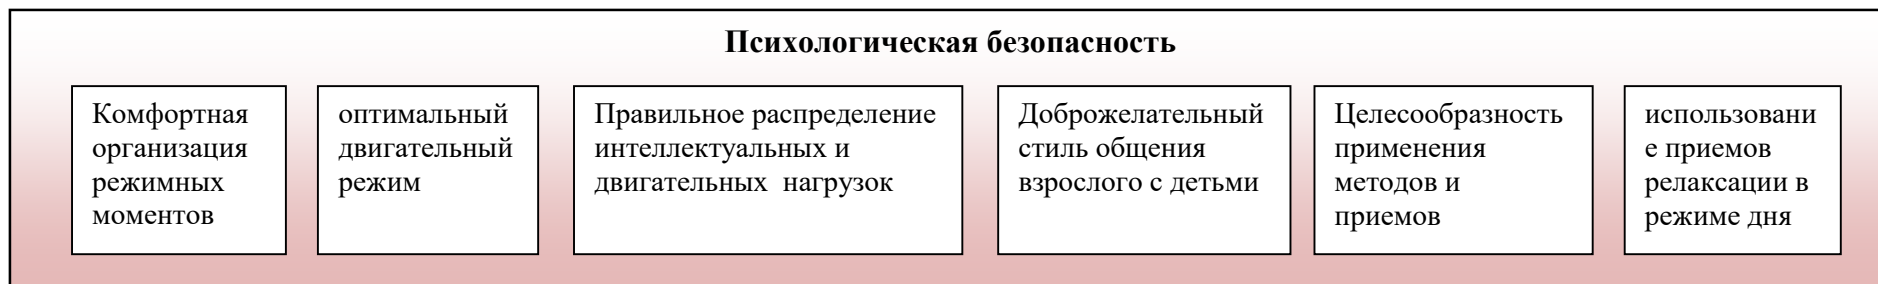 Психологическая безопасность
Комфортная
организация
режимных
моментов
оптимальный
двигательный
режим
Правильное распределение
интеллектуальных и
двигательных  нагрузок
Доброжелательный
стиль общения
взрослого с детьми
Целесообразность
применения
методов и
приемов
использовани
е приемов
релаксации в
режиме дня